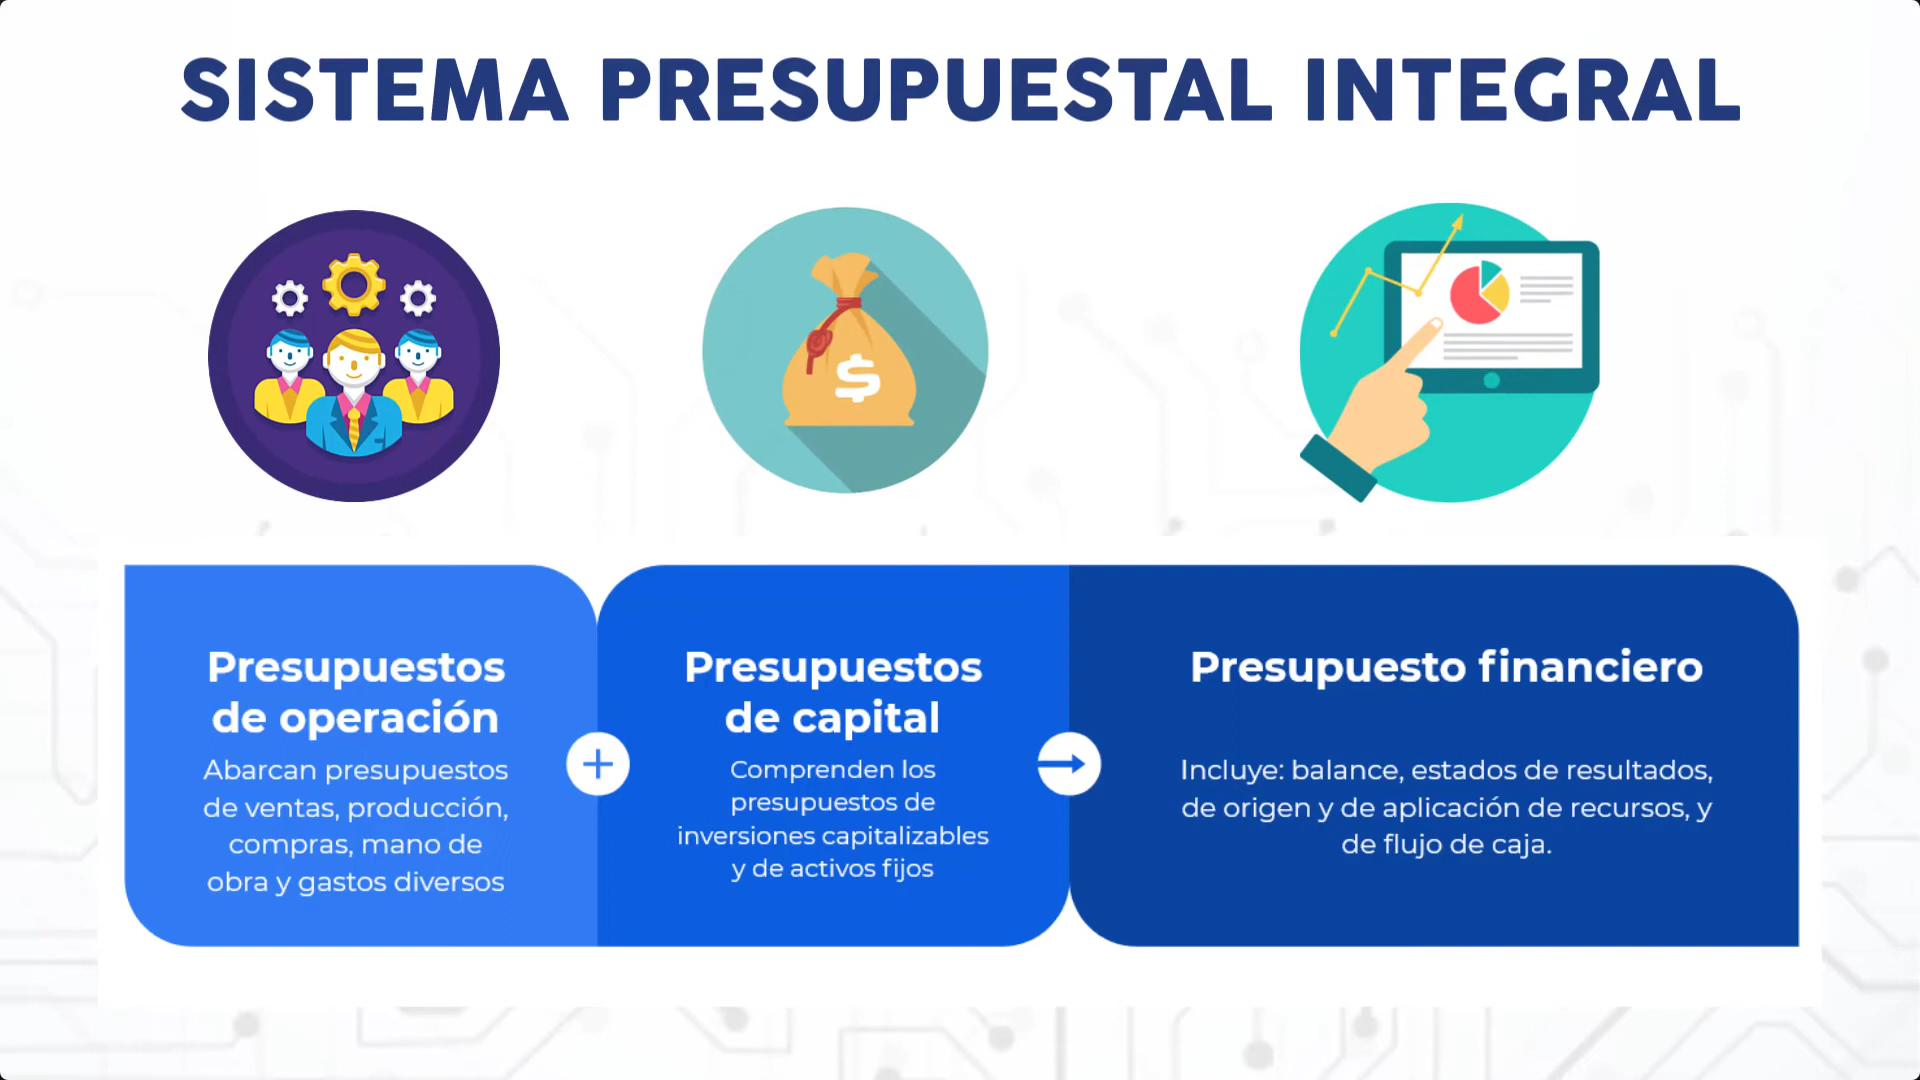 SISTEMA PRESUPUESTAL INTEGRAL
$
Presupuestos
de operación
Abarcan presupuestos
de ventas, producción,
compras, mano de
obra y gastos diversos
+
Presupuestos
de capital
Comprenden los
presupuestos de
inversiones capitalizables
y de activos fijos
Presupuesto financiero
Incluye: balance, estados de resultados,
de origen y de aplicación de recursos, y
de flujo de caja.